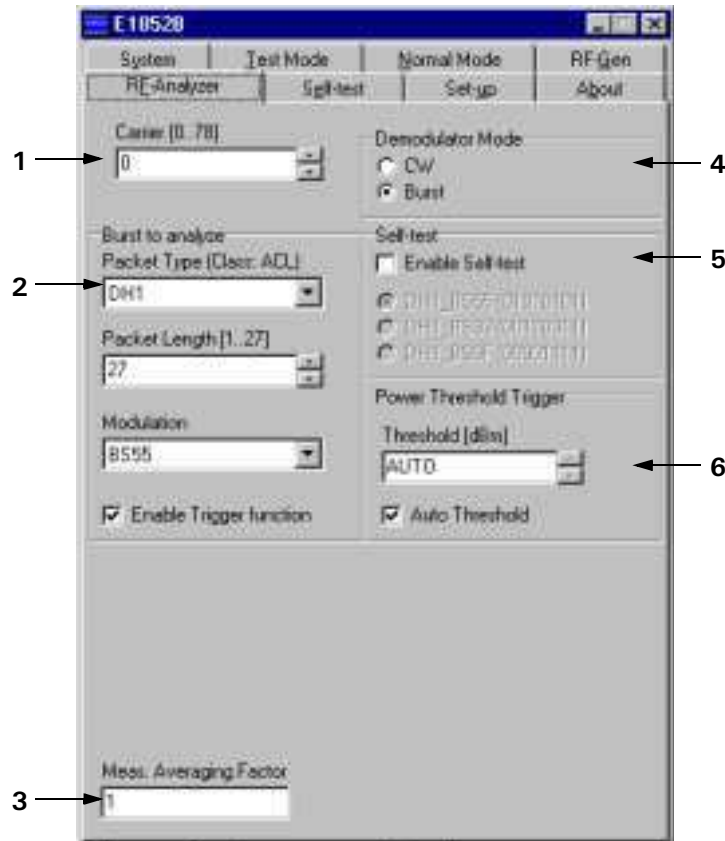 E1852B
System Test Mode Normal Mode RF-Gen
RF-Analyzer Self-test Set-up About
1
Carrier [0..78]
0
Demodulator Mode
CW
Burst
4
Burst to analyze
Packet Type (Class: ACL)
2
DH1
Packet Length [1..27]
27
Modulation
BS55
Enable Trigger function
Self-test
Enable Self-test
5
Power Threshold Trigger
Threshold [dBm]
AUTO
6
Auto Threshold
Meas. Averaging Factor
3
1